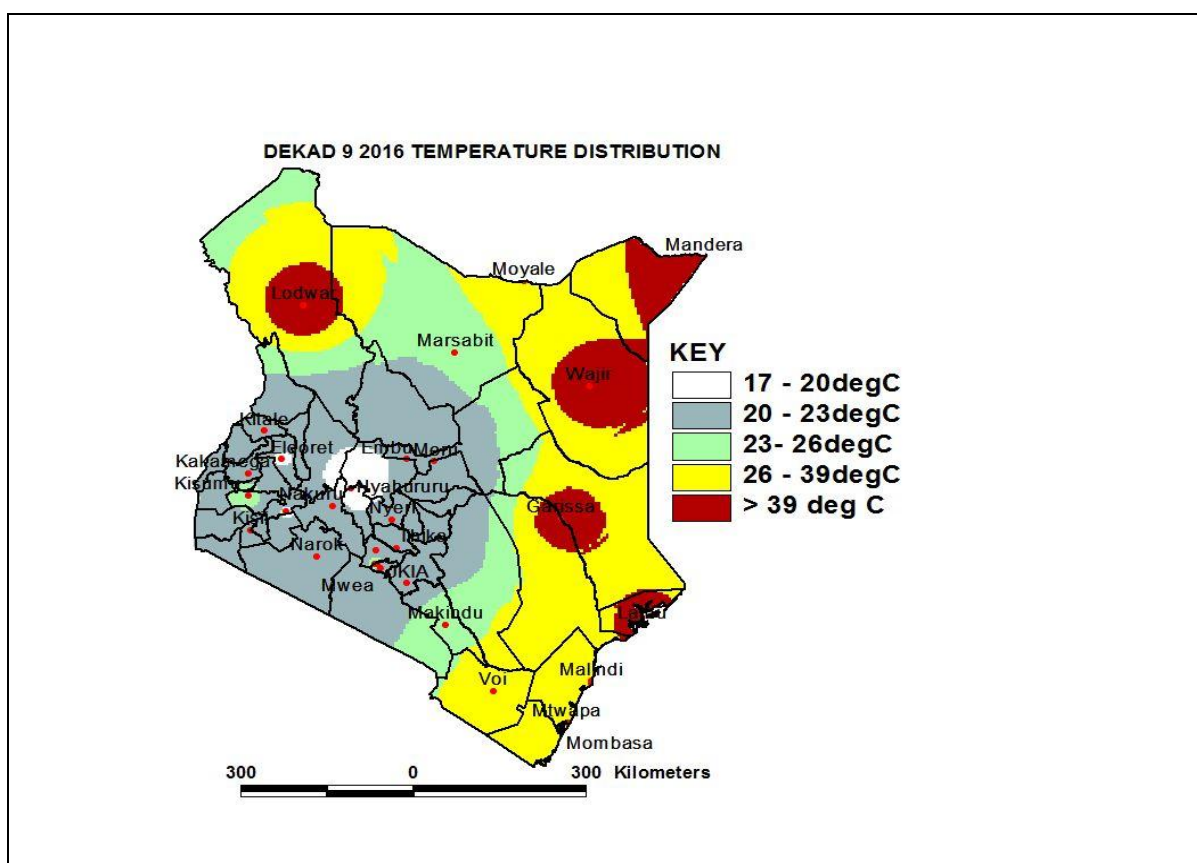 DEKAD 9 2016 TEMPERATURE DISTRIBUTION
Mandera
Moyale
Lodwar
Marsabit
Wajir
KEY
17 - 20degC
20 - 23degC
23- 26degC
26 - 39degC
> 39 deg C
Kitale
Eldoret
Embu
Meru
Kakamega
Kisumu
Nakuru
Nyahururu
Garissa
Kisii
Nyeri
Narok
Thika
Mwea
JKIA
Makindu
Lamu
Voi
Malindi
Mtwapa
Mombasa
300 0 300 Kilometers